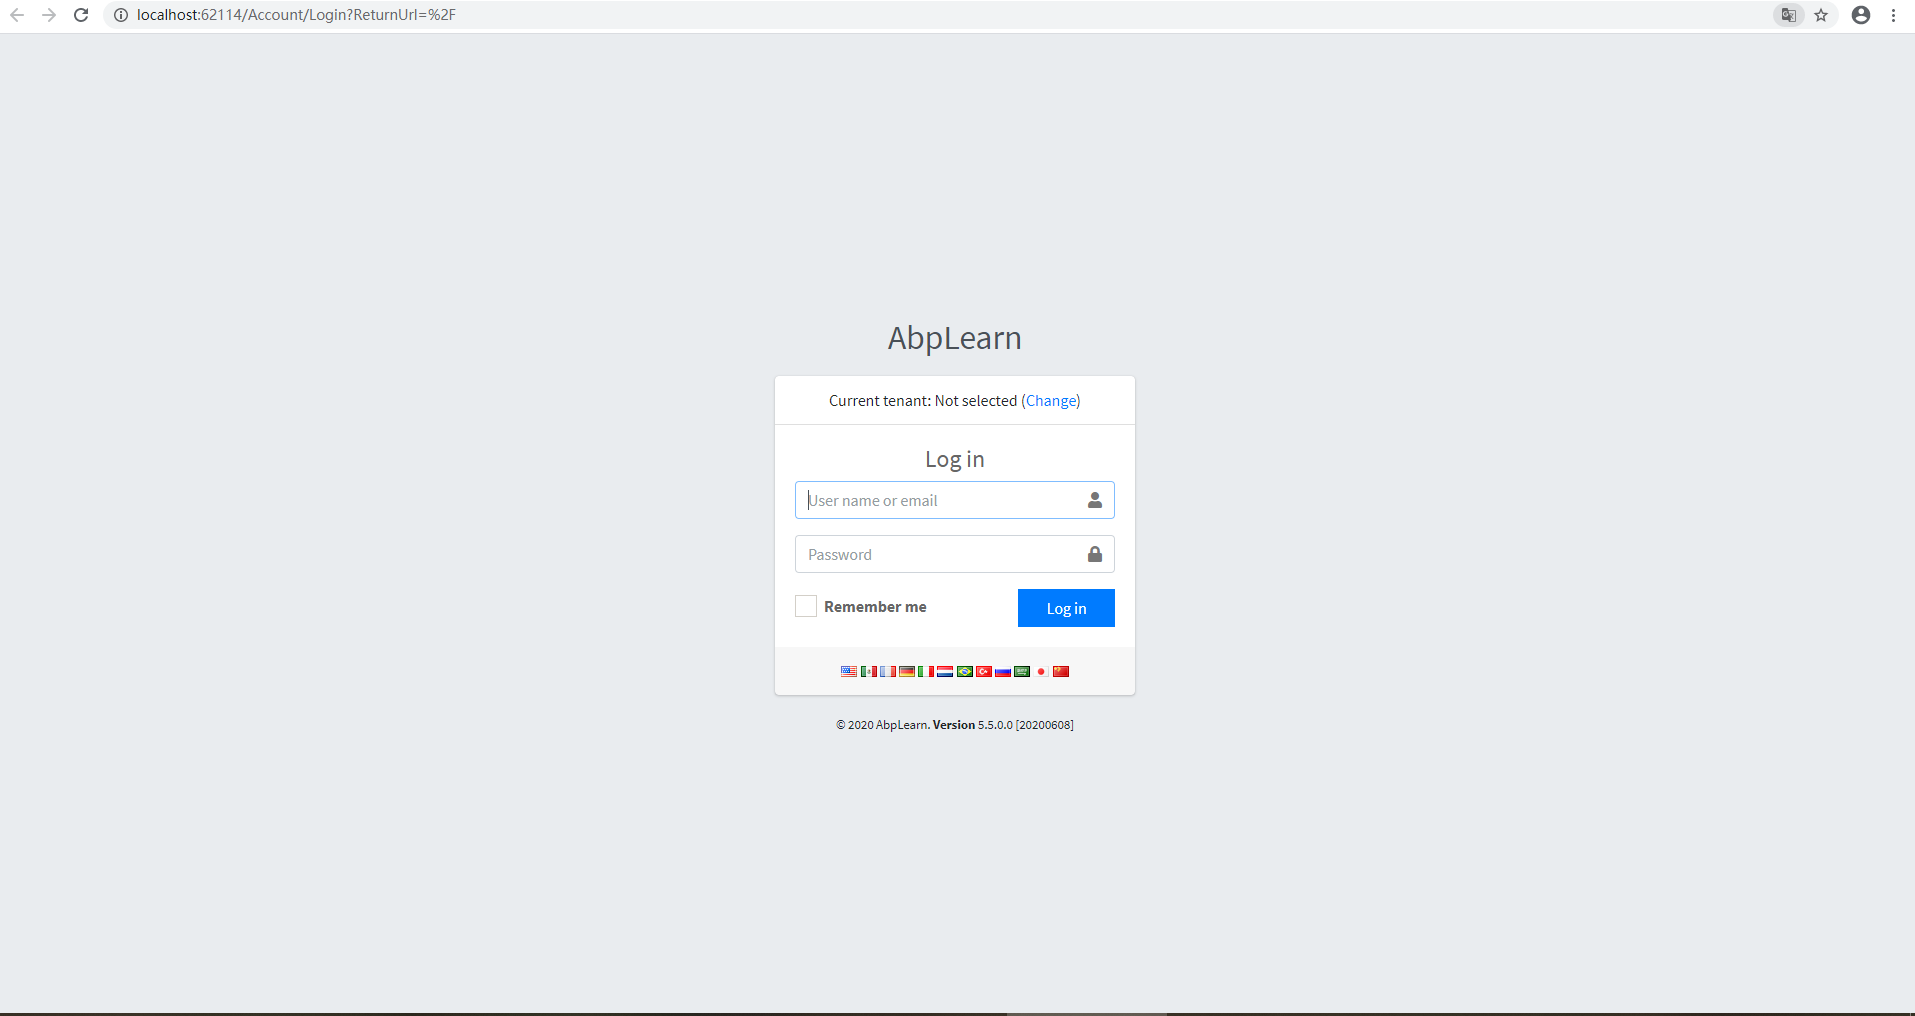 localhost:62114/Account/Login?ReturnUrl=%2F
AbpLearn
Current tenant: Not selected (Change)
Log in
User name or email
Password
Remember me
Log in
© 2020 AbpLearn. Version 5.5.0.0 [20200608]